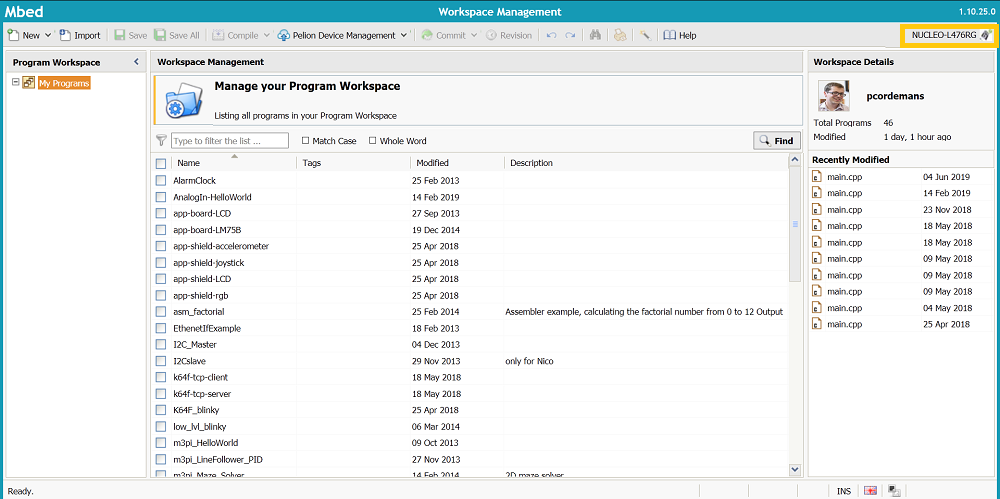 Mbed Workspace Management 1.10.25.0
New Import Save Save All Compile Pelion Device Management Commit Revision Help NUCLEO-L476RG
Program Workspace
My Programs
Workspace Management
Manage your Program Workspace
Listing all programs in your Program Workspace
Type to filter the list ... Match Case Whole Word Find
Name Tags Modified Description
AlarmClock 25 Feb 2013
AnalogIn-HelloWorld 14 Feb 2019
app-board-LCD 27 Sep 2013
app-board-LM75B 19 Dec 2014
app-shield-accelerometer 25 Apr 2018
app-shield-joystick 25 Apr 2018
app-shield-LCD 25 Apr 2018
app-shield-rgb 25 Apr 2018
asm_factorial 25 Feb 2014 Assembler example, calculating the factorial number from 0 to 12 Output
EthenetIfExample 18 Feb 2013
I2C_Master 04 Dec 2013
I2Cslave 29 Nov 2013 only for Nico
k64f-tcp-client 18 May 2018
k64f-tcp-server 18 May 2018
K64F_blinky 25 Apr 2018
low_lvl_blinky 06 Mar 2014
m3pi_HelloWorld 09 Oct 2013
m3pi_LineFollower_PID 27 Nov 2013
m3pi_Maze_Solver 14 Feb 2014 2D maze solver
Workspace Details
pcordemans
Total Programs 46
Modified 1 day, 1 hour ago
Recently Modified
main.cpp 04 Jun 2019
main.cpp 14 Feb 2019
main.cpp 23 Nov 2018
main.cpp 18 May 2018
main.cpp 18 May 2018
main.cpp 09 May 2018
main.cpp 09 May 2018
main.cpp 09 May 2018
main.cpp 04 May 2018
main.cpp 25 Apr 2018
Ready. INS